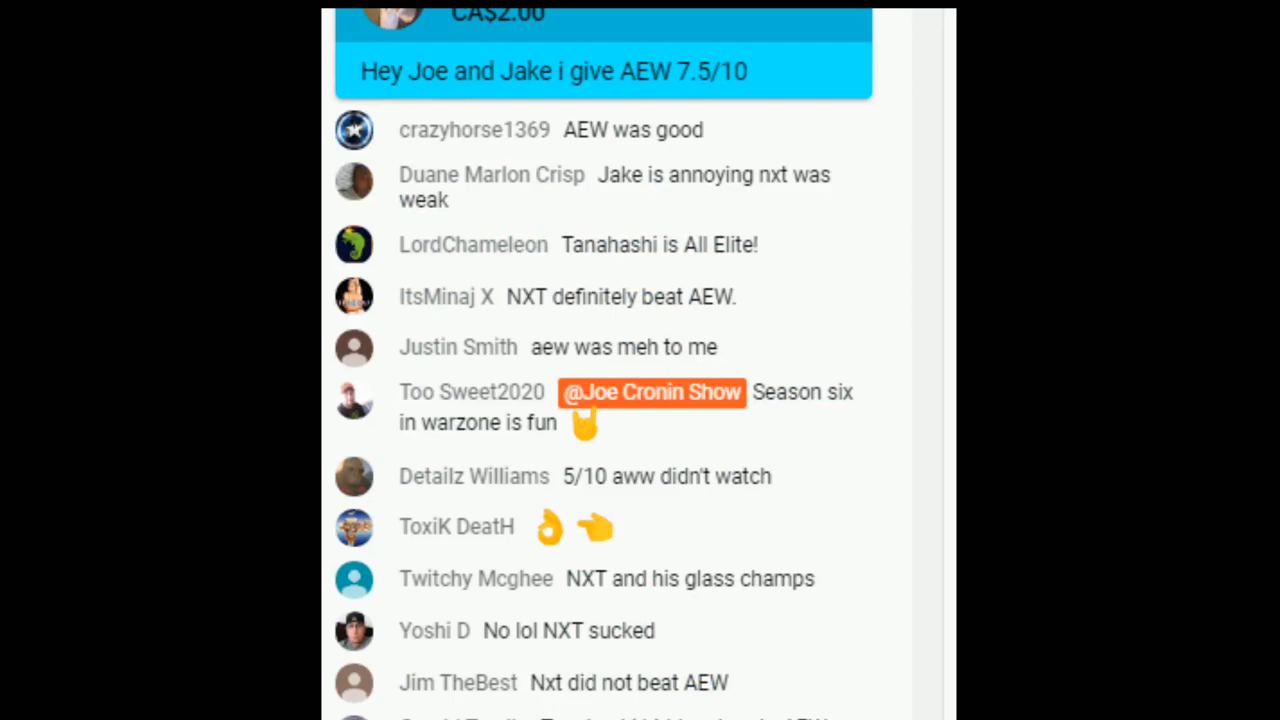 CA$2.00
Hey Joe and Jake i give AEW 7.5/10
crazyhorse1369 AEW was good
Duane Marlon Crisp Jake is annoying nxt was
weak
LordChameleon Tanahashi is All Elite!
ItsMinaj X NXT definitely beat AEW.
Justin Smith aew was meh to me
Too Sweet2020 @Joe Cronin Show Season six
in warzone is fun 🤘
Detailz Williams 5/10 aww didn't watch
ToxiK DeatH 👌 👈
Twitchy Mcghee NXT and his glass champs
Yoshi D No lol NXT sucked
Jim TheBest Nxt did not beat AEW